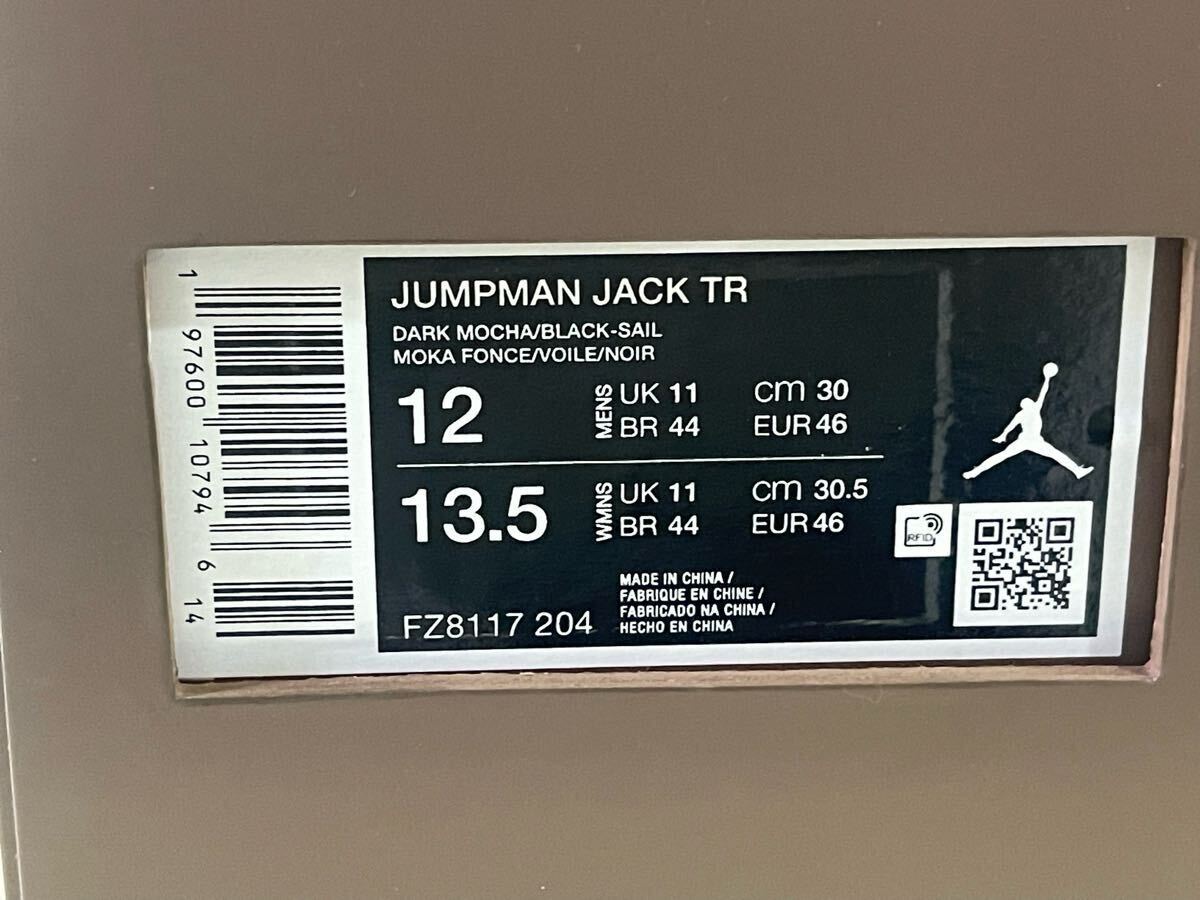 1 97600 10794 6 14
JUMPMAN JACK TR
DARK MOCHA/BLACK-SAIL
MOKA FONCE/VOILE/NOIR
12 MENS UK 11 cm 30
BR 44 EUR 46
13.5 WMNS UK 11 cm 30.5
BR 44 EUR 46
RFID
MADE IN CHINA /
FABRIQUE EN CHINE /
FABRICADO NA CHINA /
HECHO EN CHINA
FZ8117 204